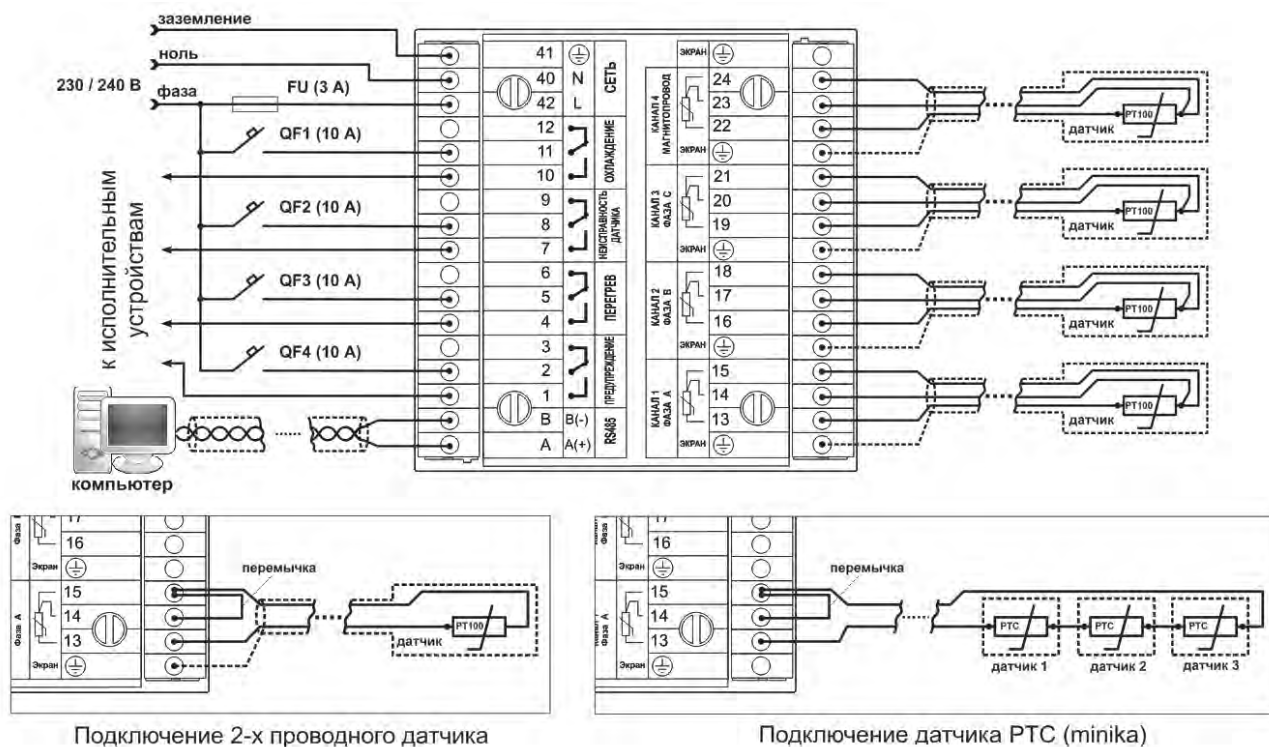 заземление
ноль
230 / 240 В
фаза
FU (3 А)
QF1 (10 А)
QF2 (10 А)
QF3 (10 А)
QF4 (10 А)
к исполнительным
устройствам
компьютер
41
40 N
42 L
СЕТЬ
12
11
10
ОХЛАЖДЕНИЕ
9
8
7
НЕИСПРАВНОСТЬ
ДАТЧИКА
6
5
4
ПЕРЕГРЕВ
3
2
1
ПРЕДУПРЕЖДЕНИЕ
B B(-)
A A(+)
RS485
ЭКРАН
КАНАЛ 4
МАГНИТОПРОВОД
24
23
22
ЭКРАН
КАНАЛ 3
ФАЗА С
21
20
19
ЭКРАН
КАНАЛ 2
ФАЗА В
18
17
16
ЭКРАН
КАНАЛ 1
ФАЗА А
15
14
13
ЭКРАН
PT100
датчик
PT100
датчик
PT100
датчик
PT100
датчик
Фаза
17
16
Экран
15
14
13
Фаза А
Экран
перемычка
PT100
датчик
Подключение 2-х проводного датчика
Фаза
17
16
Экран
15
14
13
Фаза А
Экран
перемычка
PTC
PTC
PTC
датчик 1
датчик 2
датчик 3
Подключение датчика PTC (minika)